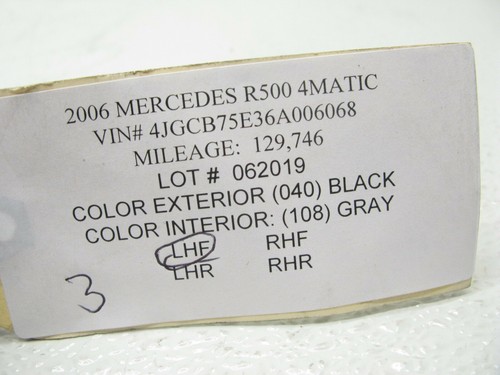 2006 MERCEDES R500 4MATIC
VIN# 4JGCB75E36A006068
MILEAGE: 129,746
LOT # 062019
COLOR EXTERIOR (040) BLACK
COLOR INTERIOR: (108) GRAY
LHF RHF
LHR RHR
3